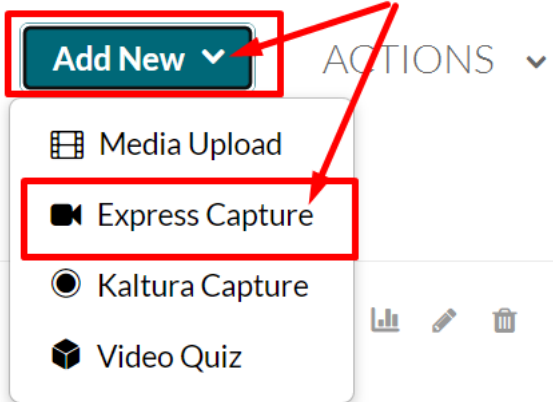 Add New
ACTIONS
Media Upload
Express Capture
Kaltura Capture
Video Quiz